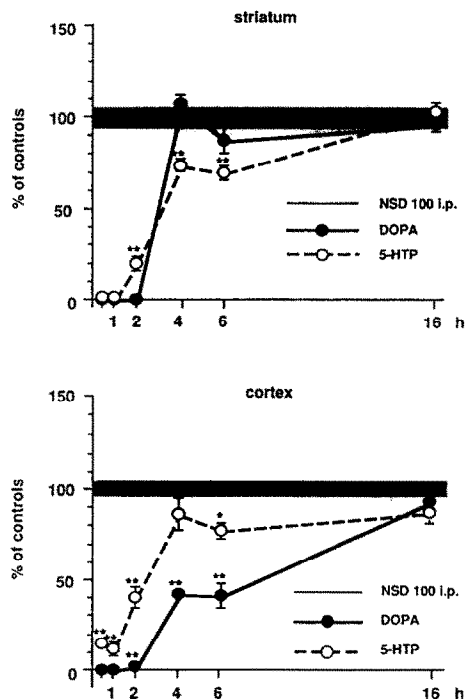 striatum
150
100
50
0
% of controls
**
**
**
NSD 100 i.p.
DOPA
5-HTP
1 2 4 6 16 h
cortex
150
100
50
0
% of controls
**
**
**
**
**
*
**
NSD 100 i.p.
DOPA
5-HTP
1 2 4 6 16 h